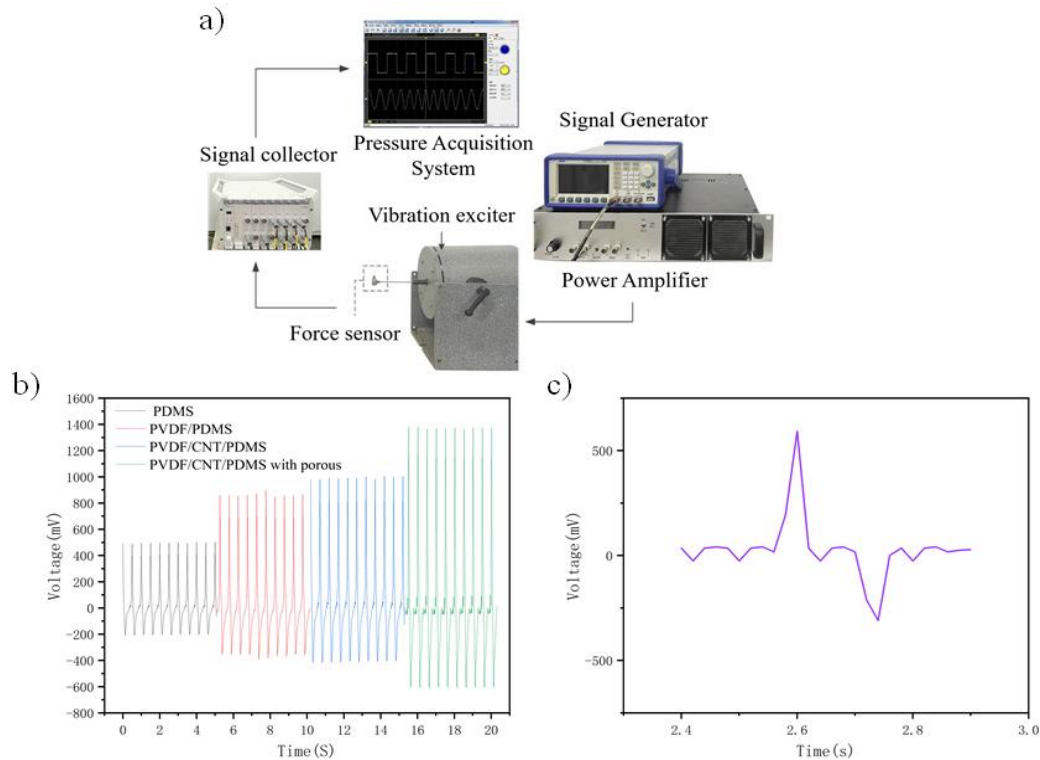 a)
Signal Generator
Pressure Acquisition
System
Signal collector
Vibration exciter
Power Amplifier
Force sensor
b)
1600
1400
1200
1000
800
600
400
200
0
-200
-400
-600
-800
Voltage(mV)
PDMS
PVDF/PDMS
PVDF/CNT/PDMS
PVDF/CNT/PDMS with porous
0 2 4 6 8 10 12 14 16 18 20
Time(S)
c)
500
0
-500
Voltage(mV)
2.4 2.6 2.8 3.0
Time(s)